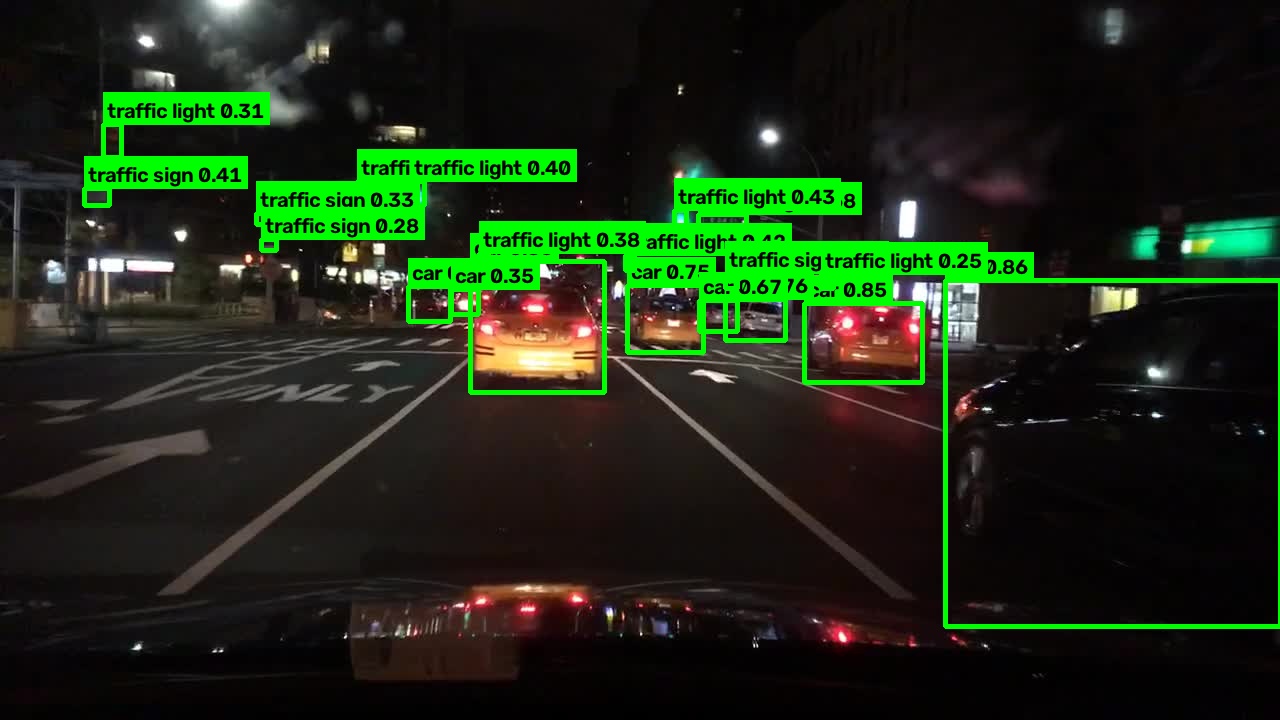 traffic light 0.31
traffic light 0.40
traffic sign 0.41
traffic sign 0.33
traffic light 0.43
traffic sign 0.28
traffic light 0.38
traffic light 0.25
0.86
car 0.35
car 0.75
0.67
car 0.85
ONLY